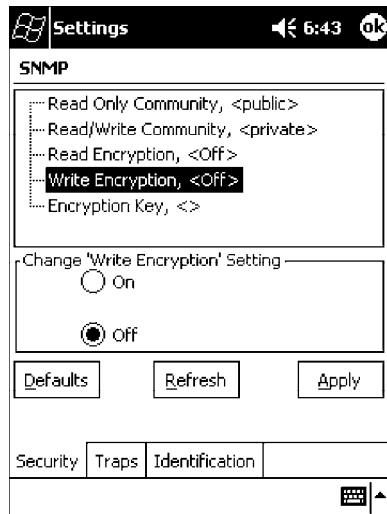 Settings 6:43 ok
SNMP
Read Only Community, <public>
Read/Write Community, <private>
Read Encryption, <Off>
Write Encryption, <Off>
Encryption Key, <>
Change 'Write Encryption' Setting
On
Off
Defaults Refresh Apply
Security Traps Identification